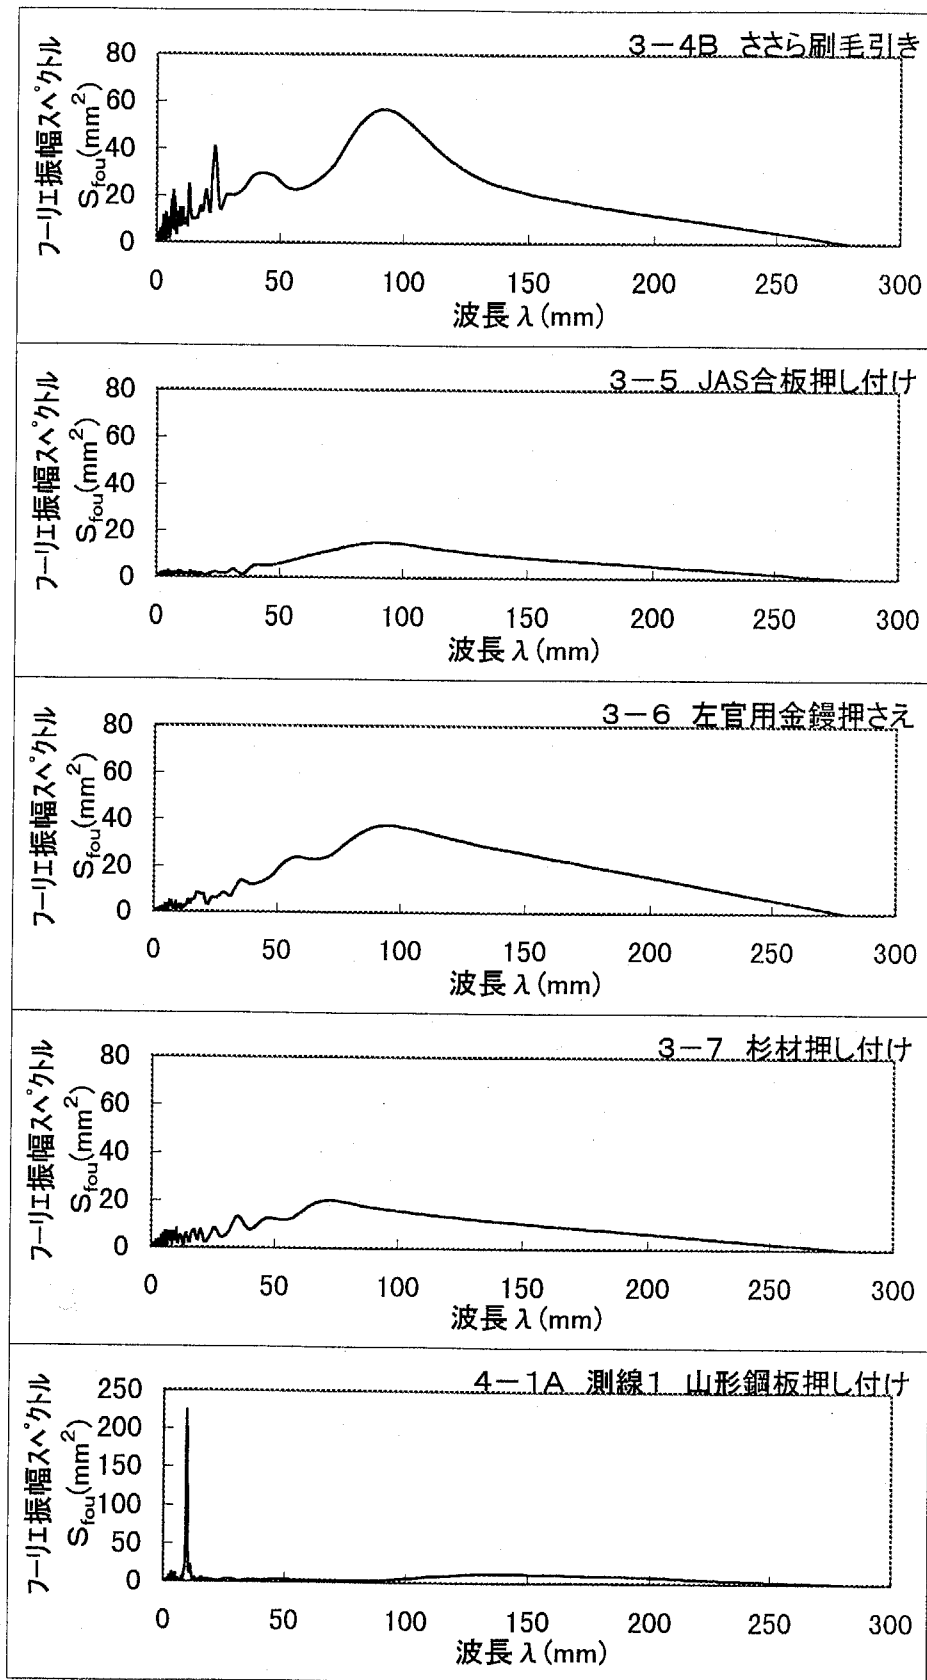 3-4B ささら刷毛引き
フーリエ振幅スペクトル
Sfou(mm²)
80
60
40
20
0
0 50 100 150 200 250 300
波長λ(mm)
3-5 JAS合板押し付け
フーリエ振幅スペクトル
Sfou(mm²)
80
60
40
20
0
0 50 100 150 200 250 300
波長λ(mm)
3-6 左官用金鏝押さえ
フーリエ振幅スペクトル
Sfou(mm²)
80
60
40
20
0
0 50 100 150 200 250 300
波長λ(mm)
3-7 杉材押し付け
フーリエ振幅スペクトル
Sfou(mm²)
80
60
40
20
0
0 50 100 150 200 250 300
波長λ(mm)
4-1A 測線1 山形鋼板押し付け
フーリエ振幅スペクトル
Sfou(mm²)
250
200
150
100
50
0
0 50 100 150 200 250 300
波長λ(mm)